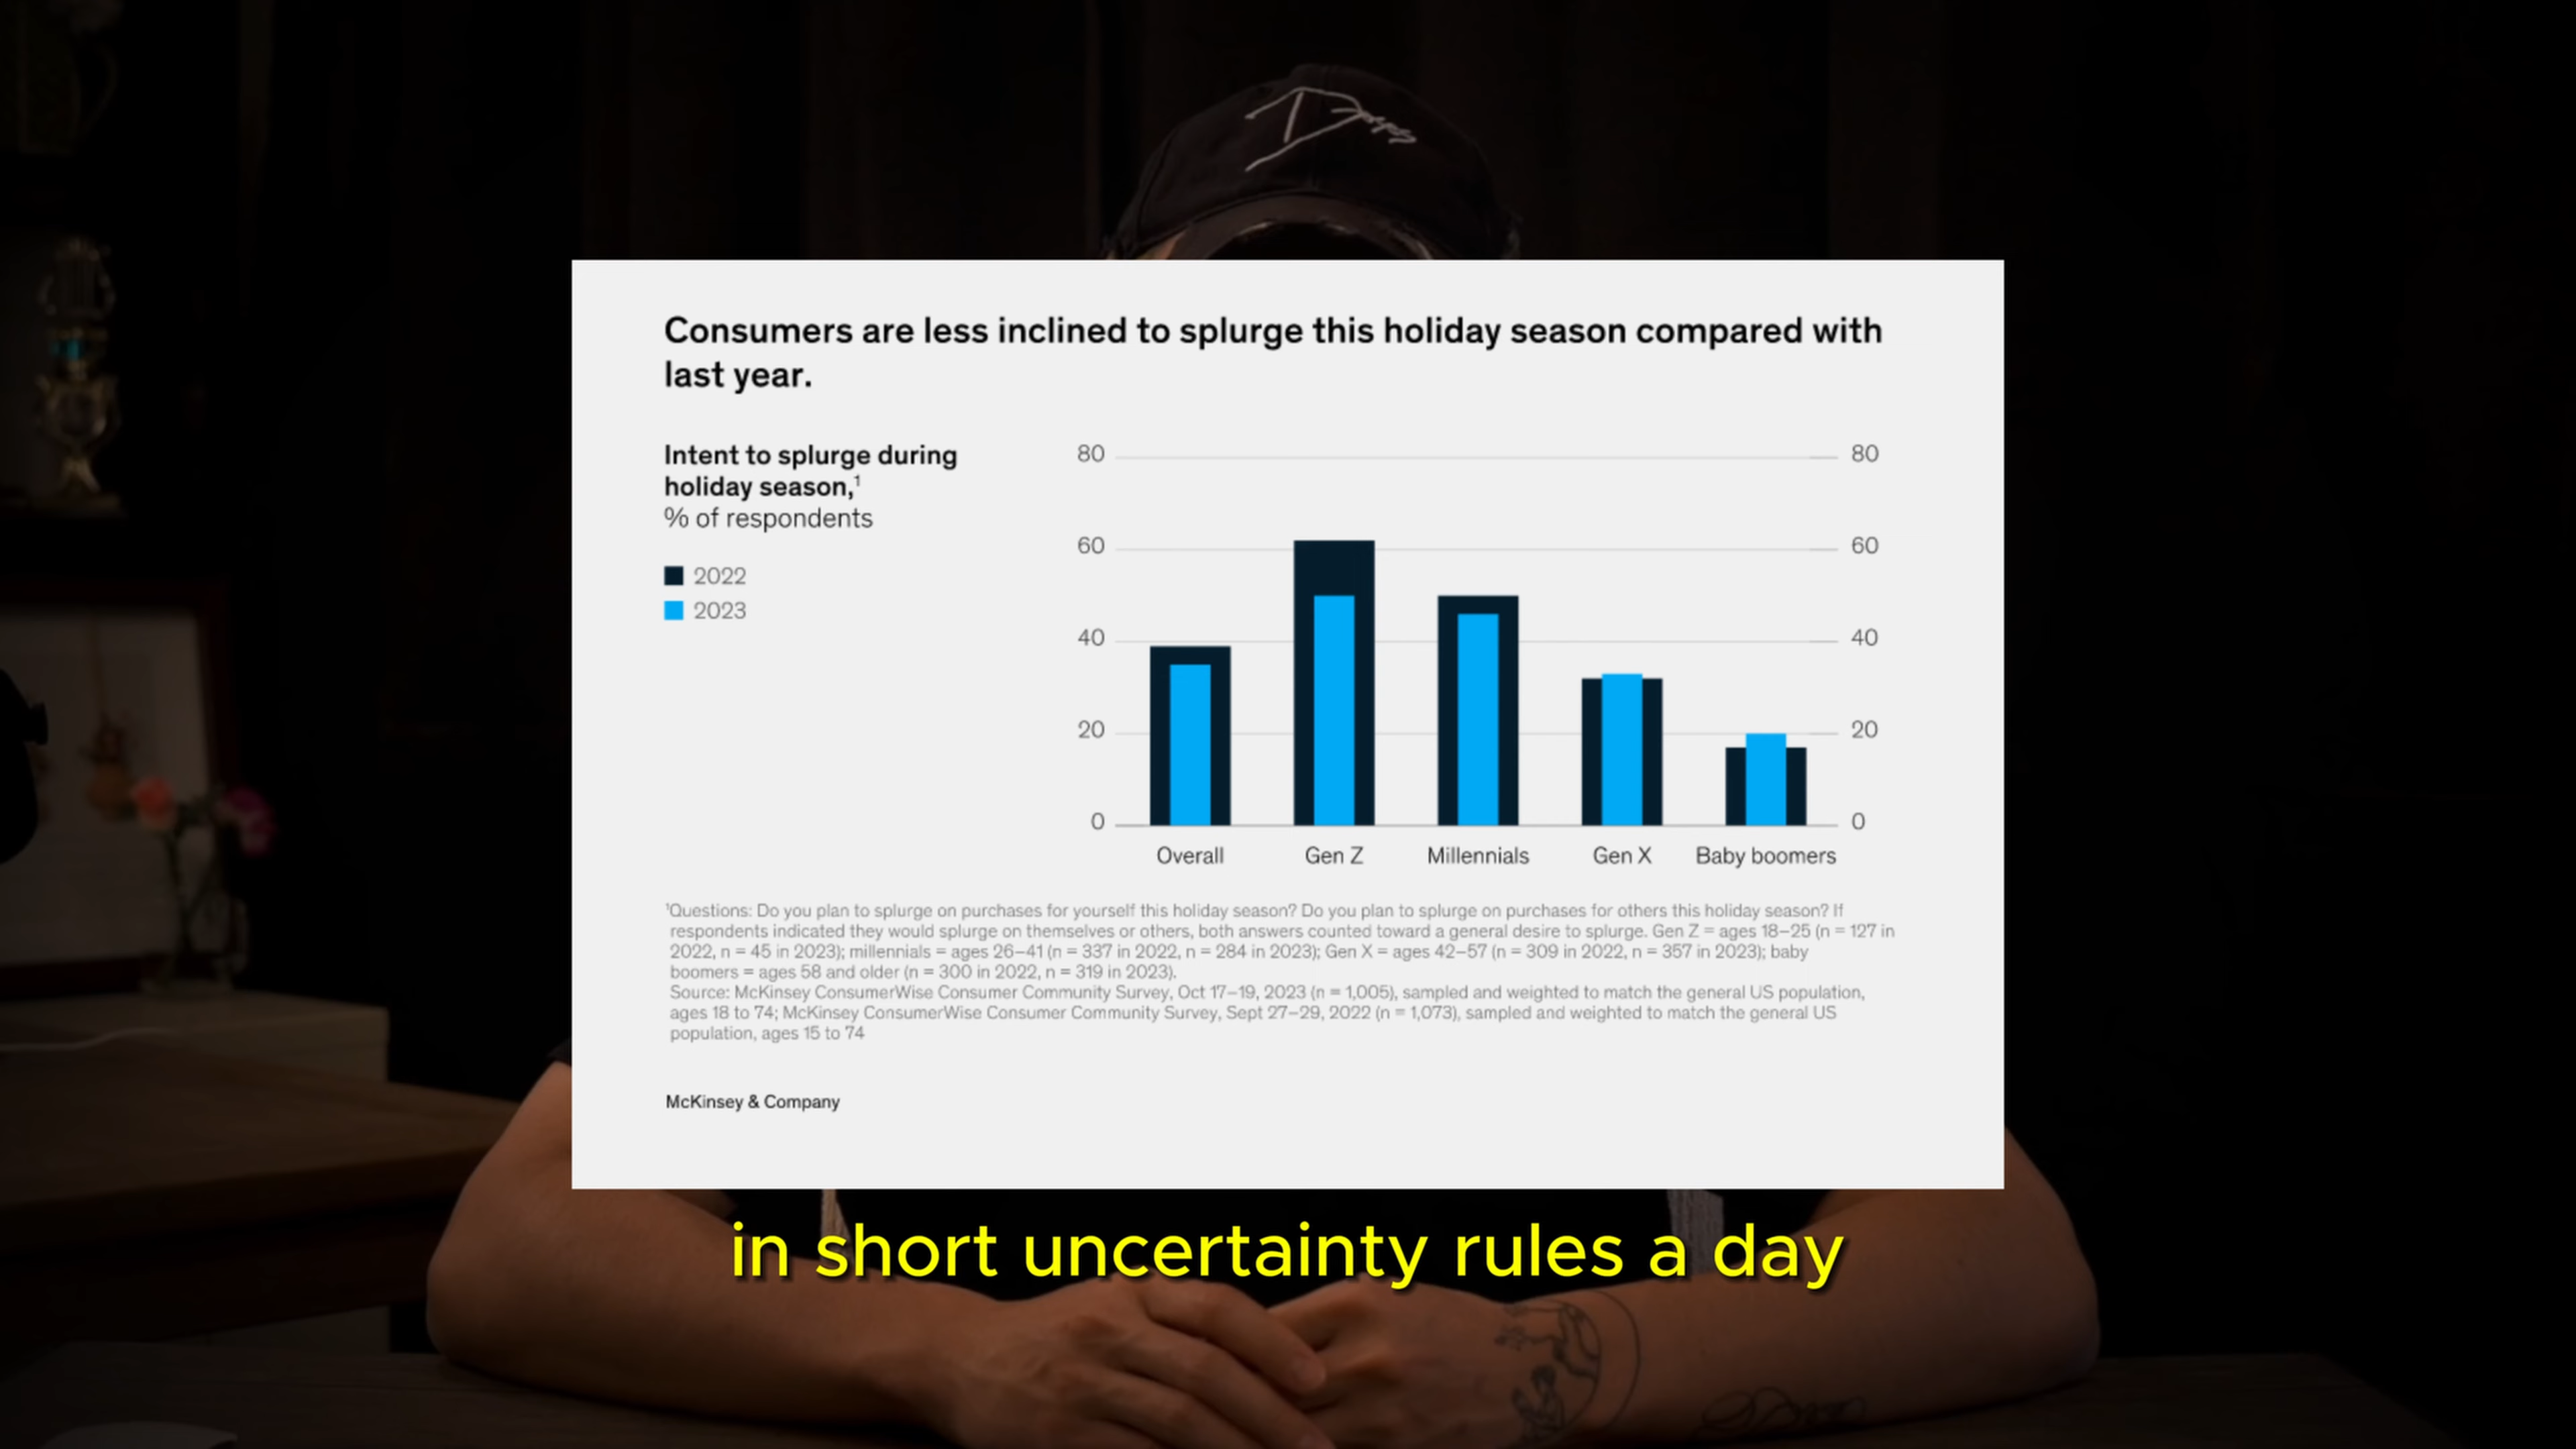 Consumers are less inclined to splurge this holiday season compared with
last year.
Intent to splurge during
holiday season,¹
% of respondents
2022
2023
80 80
60 60
40 40
20 20
0 0
Overall Gen Z Millennials Gen X Baby boomers
¹Questions: Do you plan to splurge on purchases for yourself this holiday season? Do you plan to splurge on purchases for others this holiday season? If
respondents indicated they would splurge on themselves or others, both answers counted toward a general desire to splurge. Gen Z = ages 18–25 (n = 127 in
2022, n = 45 in 2023); millennials = ages 26–41 (n = 337 in 2022, n = 284 in 2023); Gen X = ages 42–57 (n = 309 in 2022, n = 357 in 2023); baby
boomers = ages 58 and older (n = 300 in 2022, n = 319 in 2023).
Source: McKinsey ConsumerWise Consumer Community Survey, Oct 17–19, 2023 (n = 1,005), sampled and weighted to match the general US population,
ages 18 to 74; McKinsey ConsumerWise Consumer Community Survey, Sept 27–29, 2022 (n = 1,073), sampled and weighted to match the general US
population, ages 15 to 74
McKinsey & Company
in short uncertainty rules a day